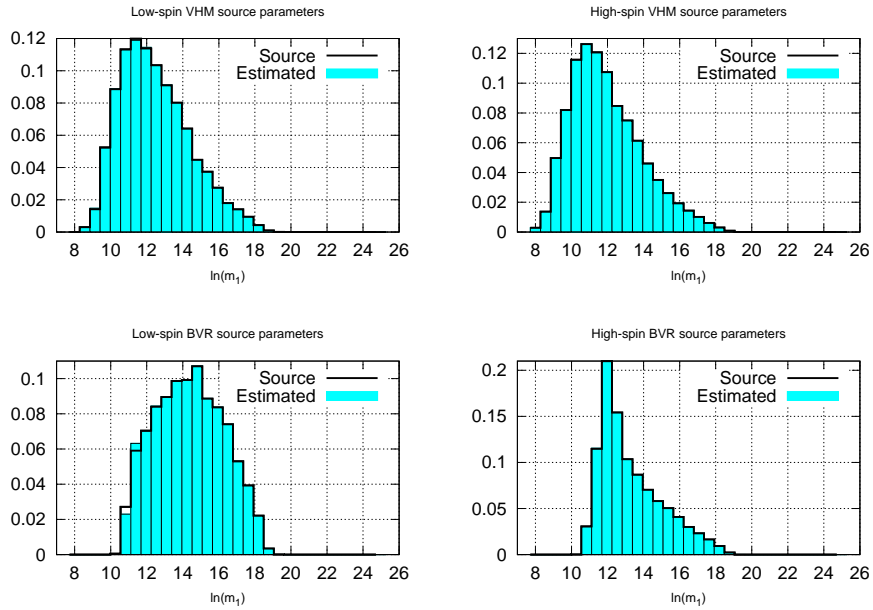 Low-spin VHM source parameters
0.12
0.1
0.08
0.06
0.04
0.02
0
Source
Estimated
8 10 12 14 16 18 20 22 24 26
ln(m1)
High-spin VHM source parameters
0.12
0.1
0.08
0.06
0.04
0.02
0
Source
Estimated
8 10 12 14 16 18 20 22 24 26
ln(m1)
Low-spin BVR source parameters
0.1
0.08
0.06
0.04
0.02
0
Source
Estimated
8 10 12 14 16 18 20 22 24 26
ln(m1)
High-spin BVR source parameters
0.2
0.15
0.1
0.05
0
Source
Estimated
8 10 12 14 16 18 20 22 24 26
ln(m1)